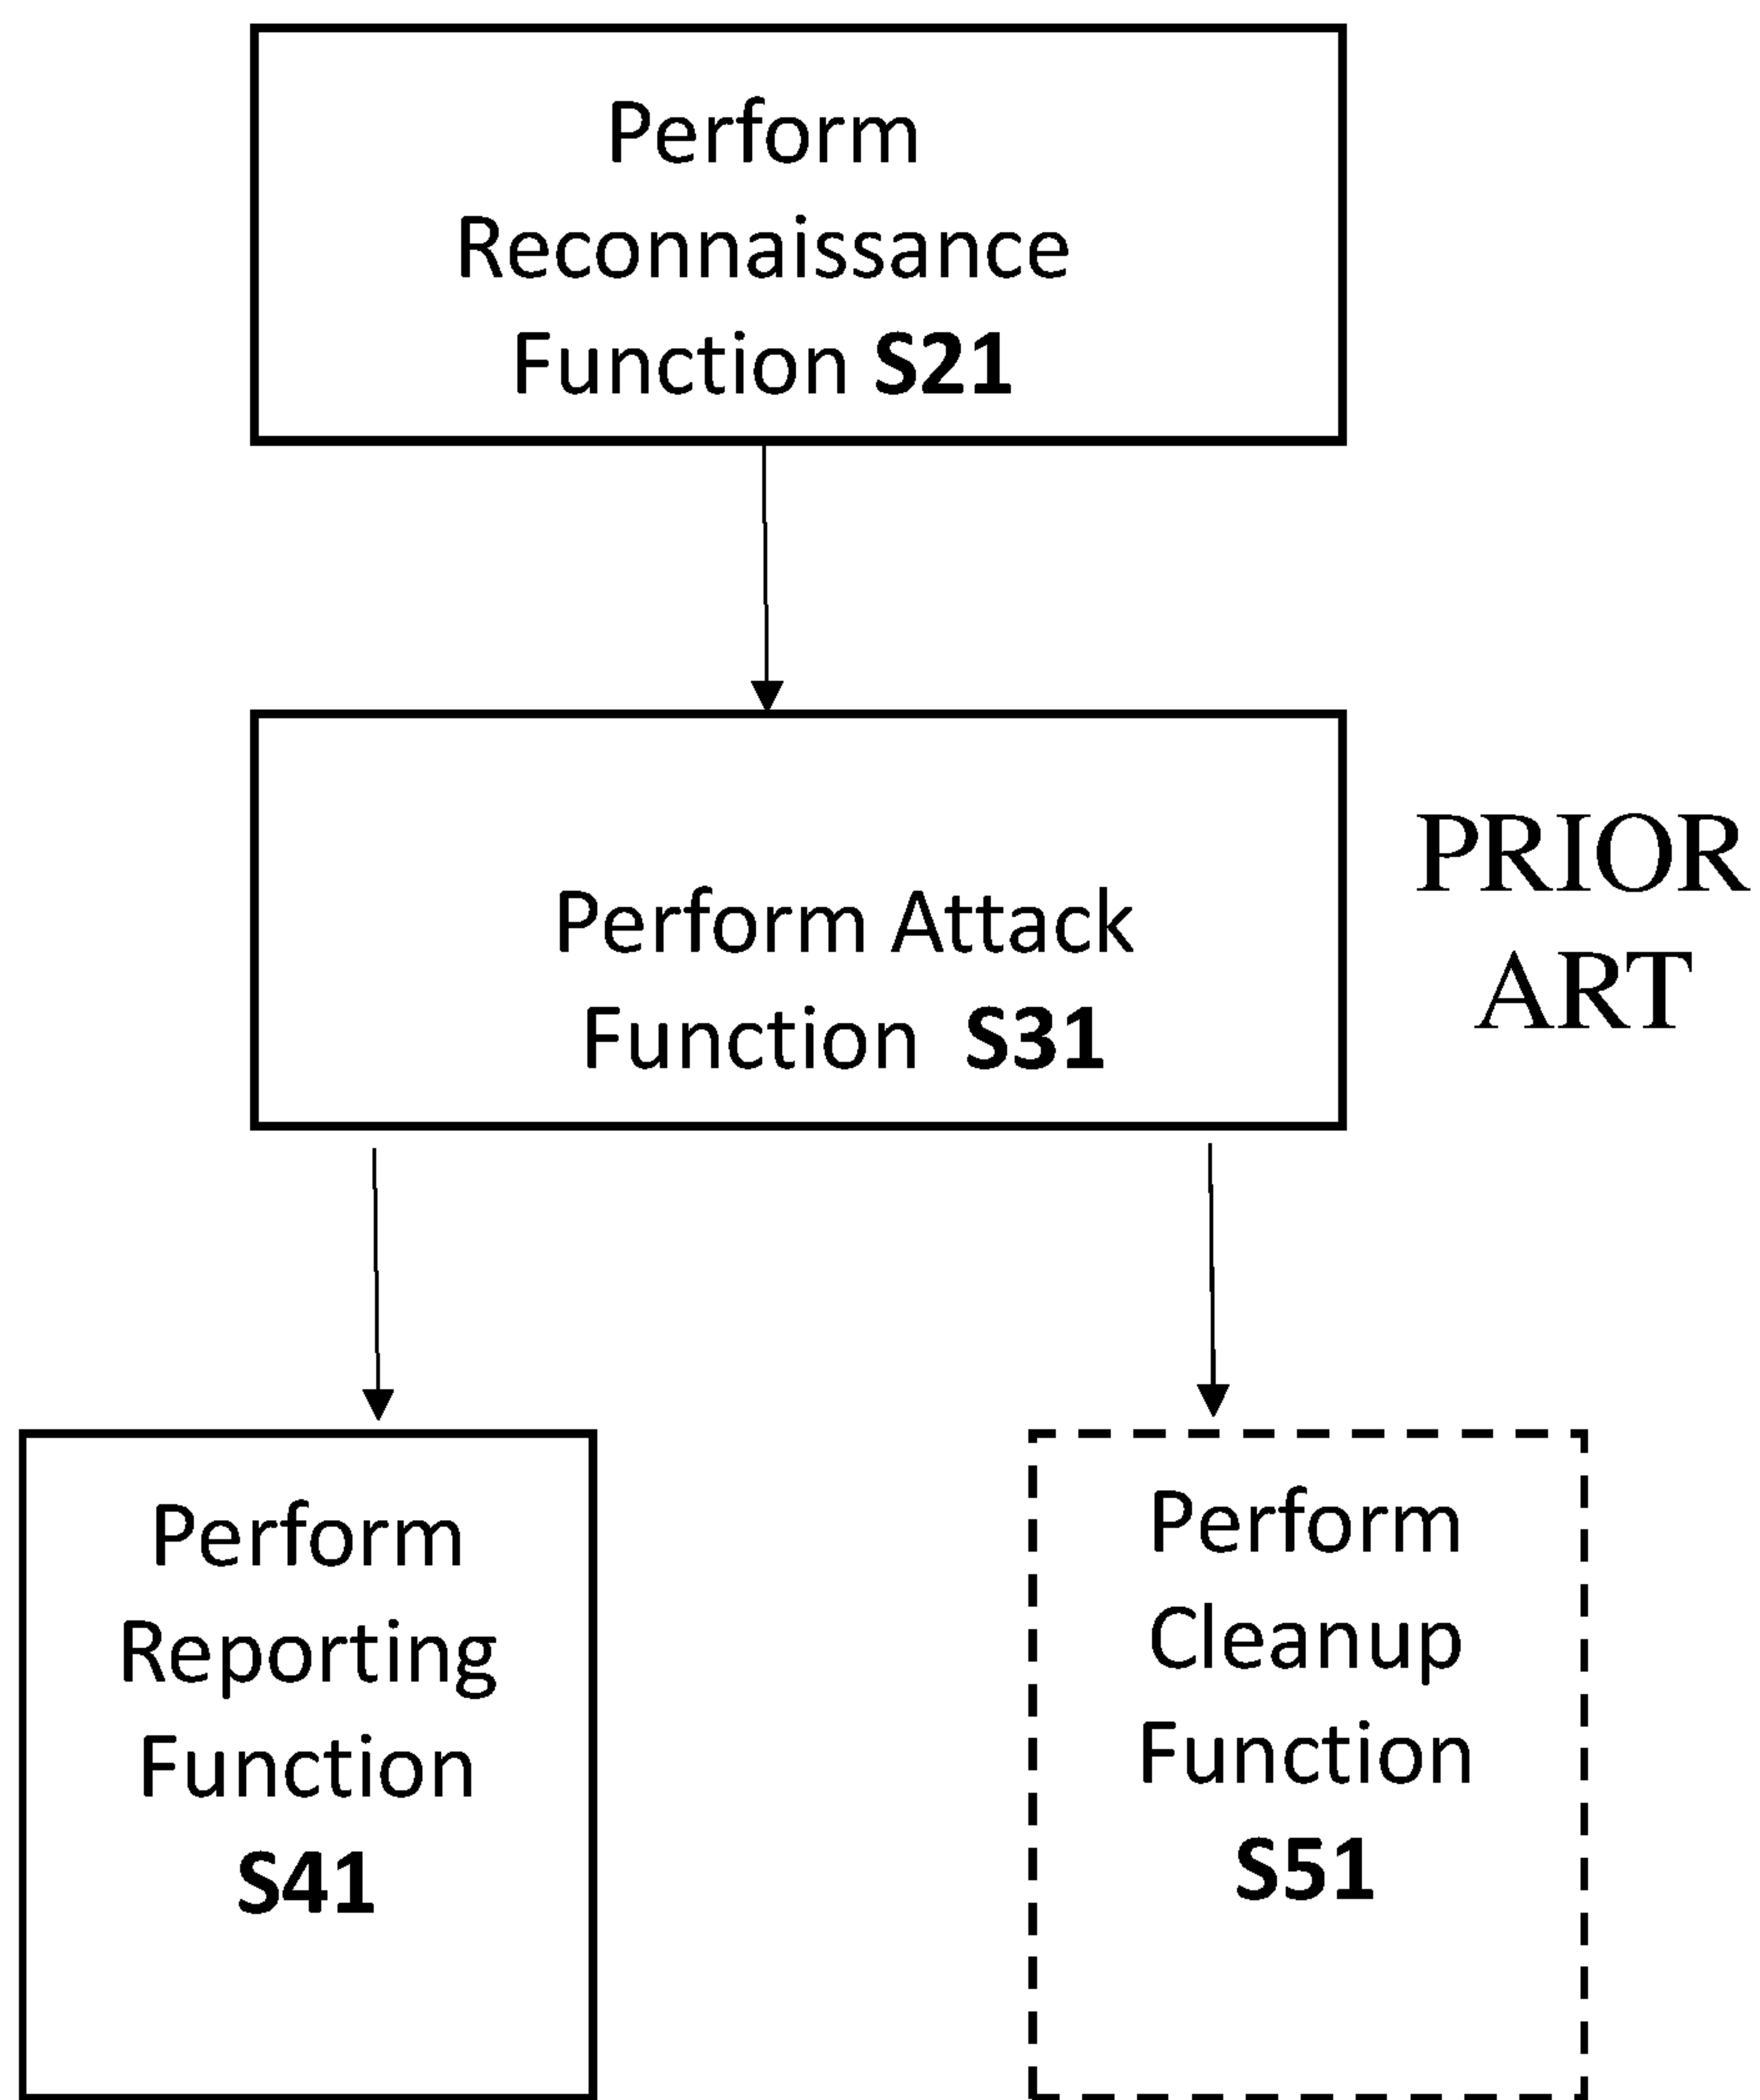 Perform
Reconnaissance
Function S21
Perform Attack
Function S31
PRIOR
ART
Perform
Reporting
Function
S41
Perform
Cleanup
Function
S51